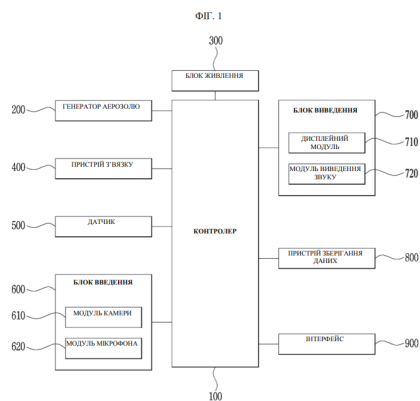 ФІГ. 1
300
БЛОК ЖИВЛЕННЯ
200
ГЕНЕРАТОР АЕРОЗОЛЮ
400
ПРИСТРІЙ З'ЯЗКУ
500
ДАТЧИК
600
БЛОК ВВЕДЕННЯ
610
МОДУЛЬ КАМЕРИ
620
МОДУЛЬ МІКРОФОНА
КОНТРОЛЕР
100
БЛОК ВИВЕДЕННЯ
700
ДИСПЛЕЙНИЙ
МОДУЛЬ
710
МОДУЛЬ ВИВЕДЕННЯ
ЗВУКУ
720
ПРИСТРІЙ ЗБЕРІГАННЯ
ДАНИХ
800
ІНТЕРФЕЙС
900